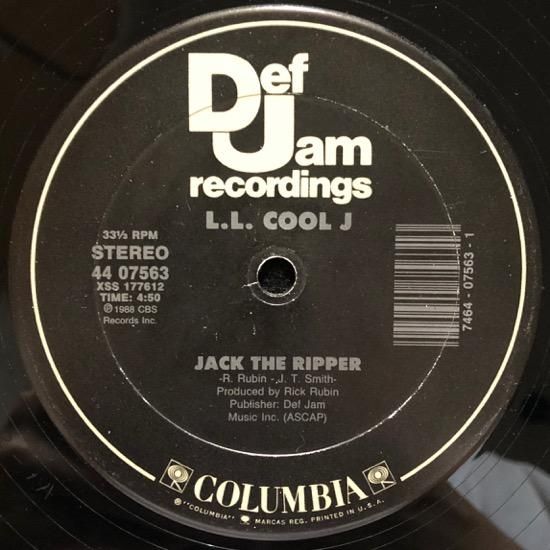 Def
Jam
recordings
L.L. COOL J
33⅓ RPM
STEREO
44 07563
XSS 177612
TIME: 4:50
Ⓟ1988 CBS
Records Inc.
7464 - 07563 - 1
JACK THE RIPPER
-R. Rubin - J. T. Smith-
Produced by Rick Rubin
Publisher: Def Jam
Music Inc. (ASCAP)
COLUMBIA
® "COLUMBIA" MARCAS REG. PRINTED IN U.S.A.